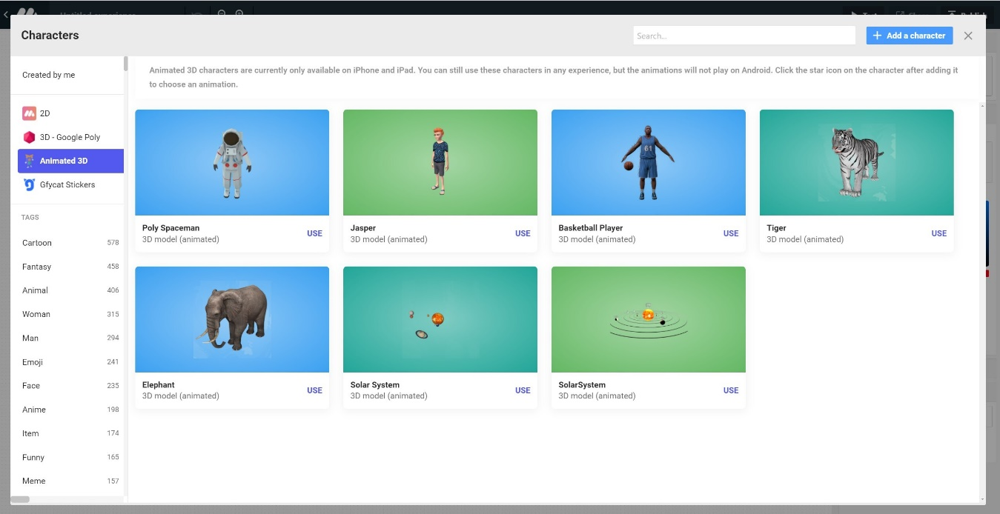 Untitled experience
Characters
Search...
Add a character
Created by me
2D
3D - Google Poly
Animated 3D
Gfycat Stickers
TAGS
Cartoon 578
Fantasy 458
Animal 406
Woman 315
Man 294
Emoji 241
Face 235
Anime 198
Item 174
Funny 165
Meme 157
Animated 3D characters are currently only available on iPhone and iPad. You can still use these characters in any experience, but the animations will not play on Android. Click the star icon on the character after adding it
to choose an animation.
61
Poly Spaceman
3D model (animated)
USE
Jasper
3D model (animated)
USE
Basketball Player
3D model (animated)
USE
Tiger
3D model (animated)
USE
Elephant
3D model (animated)
USE
Solar System
3D model (animated)
USE
SolarSystem
3D model (animated)
USE